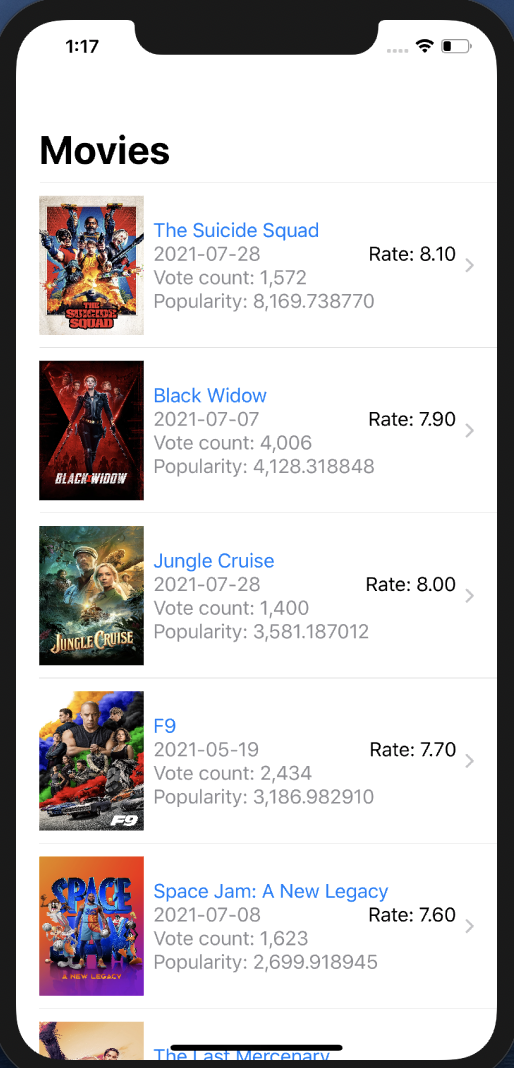 1:17
Movies
The Suicide Squad
2021-07-28
Rate: 8.10
Vote count: 1,572
Popularity: 8,169.738770
THE
SUICIDE
SQUAD
Black Widow
2021-07-07
Rate: 7.90
Vote count: 4,006
Popularity: 4,128.318848
BLACK WIDOW
Jungle Cruise
2021-07-28
Rate: 8.00
Vote count: 1,400
Popularity: 3,581.187012
JUNGLE CRUISE
F9
2021-05-19
Rate: 7.70
Vote count: 2,434
Popularity: 3,186.982910
F9
Space Jam: A New Legacy
2021-07-08
Rate: 7.60
Vote count: 1,623
Popularity: 2,699.918945
SPACE
JAM
A NEW LEGACY
The Last Mercenary